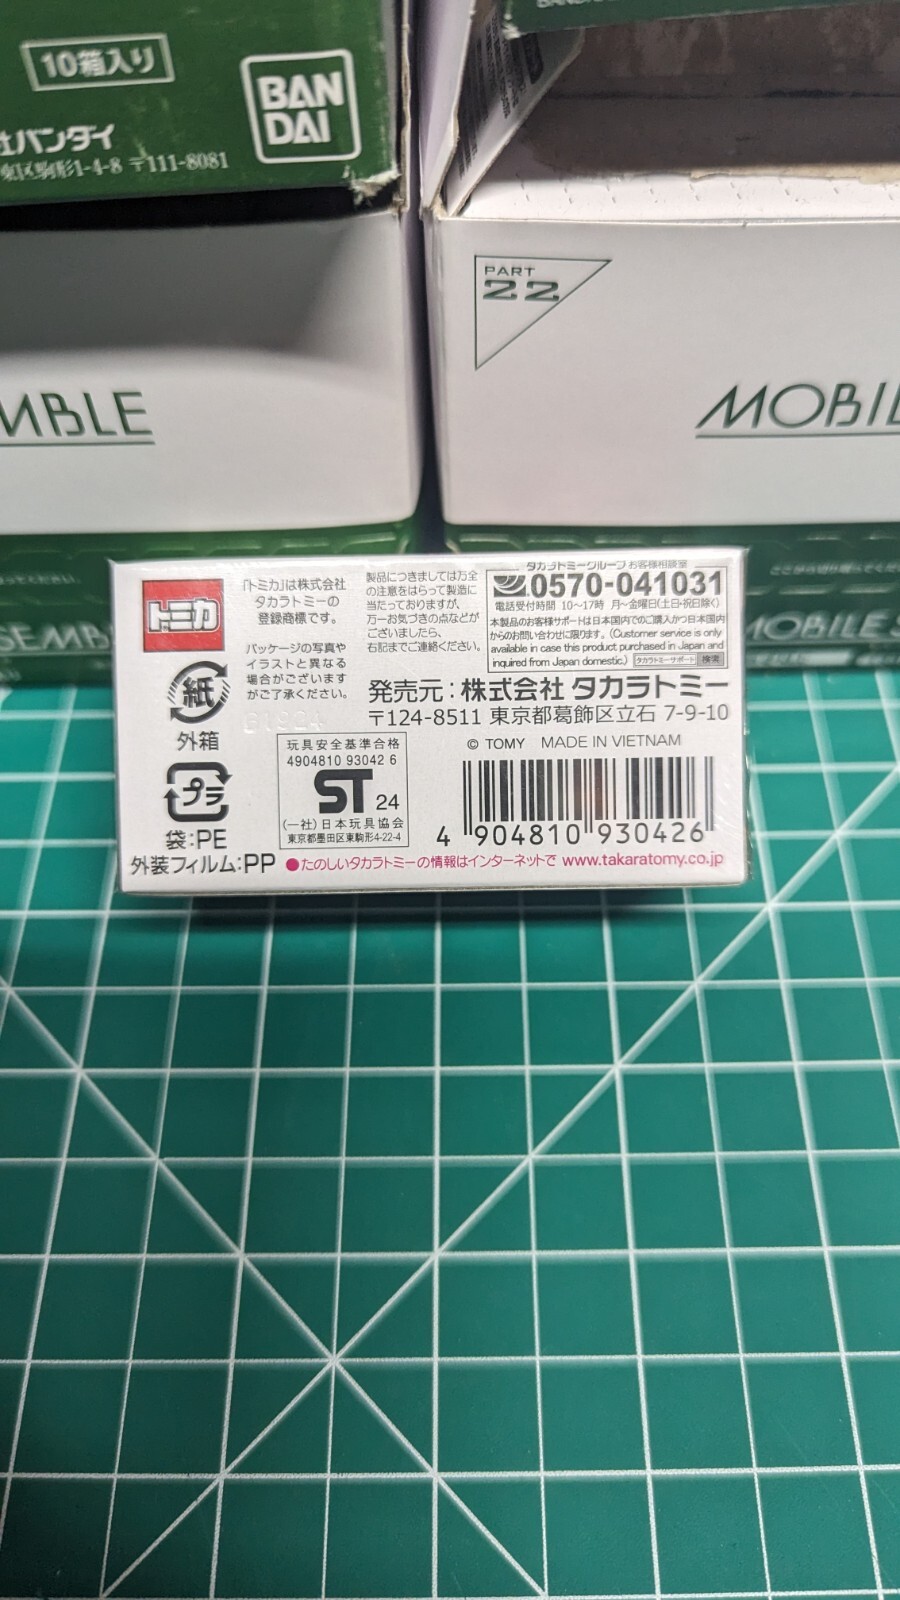 10箱入り
BAN
DAI
社バンダイ
東区駒形1-4-8 〒111-8081
PART
22
MBLE
MOBIL
SEMB
MOBILE
トミカ
「トミカ」は株式会社
タカラトミーの
登録商標です。
パッケージの写真や
イラストと異なる
場合がございます
がご了承ください。
製品につきましては万全
の注意をはらって製造に
当たっておりますが、
万一お気づきの点などが
ございましたら、
右記までご連絡ください。
タカラトミーグループ お客様相談室
0570-041031
電話受付時間 10〜17時 月〜金曜日(土日・祝日除く)
本製品のお客様サポートは日本国内でのご購入かつ日本国内
からのお問い合わせに限ります。(Customer service is only
available in case this product purchased in Japan and
inquired from Japan domestic.) タカラトミーサポート 検索
発売元:株式会社 タカラトミー
〒124-8511 東京都葛飾区立石 7-9-10
© TOMY MADE IN VIETNAM
紙
外箱
プラ
袋:PE
外装フィルム:PP
玩具安全基準合格
4904810 93042 6
ST 24
(一社)日本玩具協会
東京都墨田区東駒形4-22-4
4 904810 930426
●たのしいタカラトミーの情報はインターネットで www.takaratomy.co.jp